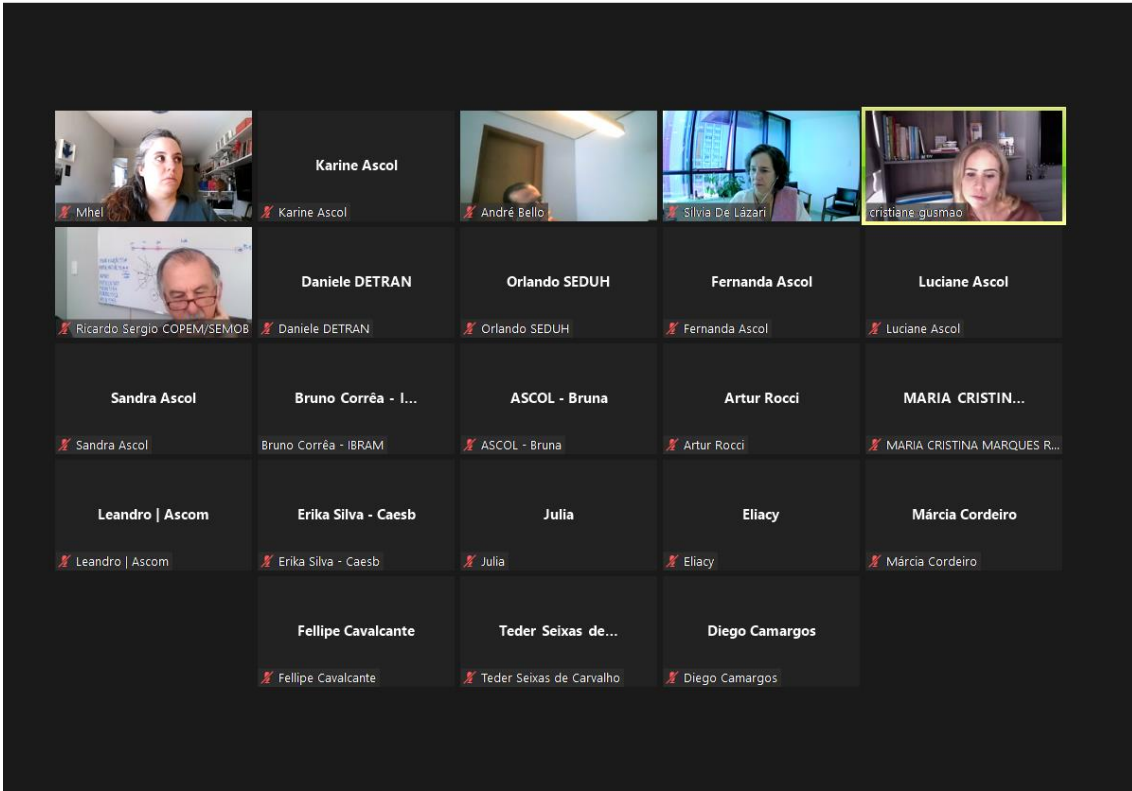 Mhel
Karine Ascol
Karine Ascol
André Bello
Silvia De Lázari
cristiane gusmao
Ricardo Sergio COPEM/SEMOB
Daniele DETRAN
Daniele DETRAN
Orlando SEDUH
Orlando SEDUH
Fernanda Ascol
Fernanda Ascol
Luciane Ascol
Luciane Ascol
Sandra Ascol
Sandra Ascol
Bruno Corrêa - I...
Bruno Corrêa - IBRAM
ASCOL - Bruna
ASCOL - Bruna
Artur Rocci
Artur Rocci
MARIA CRISTIN...
MARIA CRISTINA MARQUES R...
Leandro | Ascom
Leandro | Ascom
Erika Silva - Caesb
Erika Silva - Caesb
Julia
Julia
Eliacy
Eliacy
Márcia Cordeiro
Márcia Cordeiro
Fellipe Cavalcante
Fellipe Cavalcante
Teder Seixas de...
Teder Seixas de Carvalho
Diego Camargos
Diego Camargos